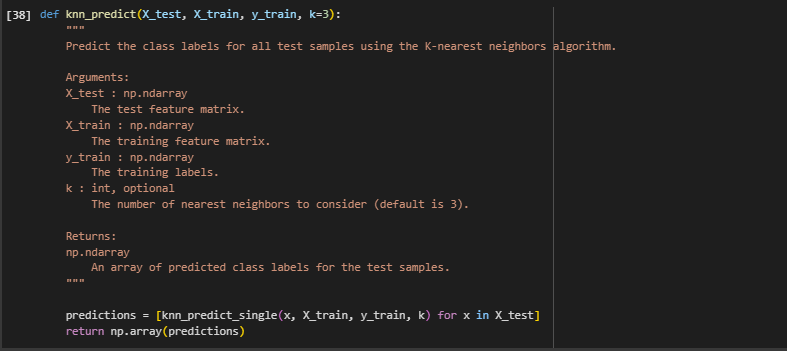 [38] def knn_predict(X_test, X_train, y_train, k=3):
"""
Predict the class labels for all test samples using the K-nearest neighbors algorithm.
Arguments:
X_test : np.ndarray
The test feature matrix.
X_train : np.ndarray
The training feature matrix.
y_train : np.ndarray
The training labels.
k : int, optional
The number of nearest neighbors to consider (default is 3).
Returns:
np.ndarray
An array of predicted class labels for the test samples.
"""
predictions = [knn_predict_single(x, X_train, y_train, k) for x in X_test]
return np.array(predictions)